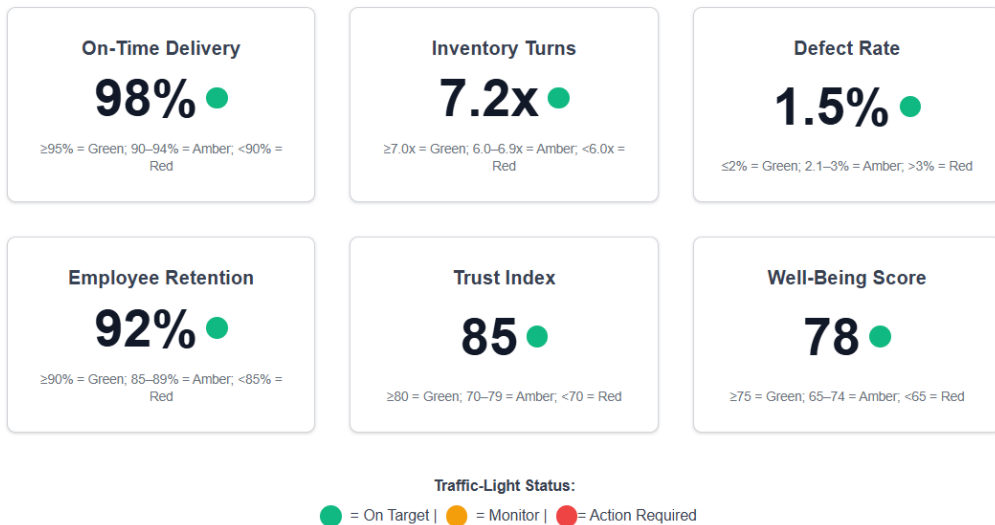 On-Time Delivery
98%
≥95% = Green; 90–94% = Amber; <90% =
Red
Inventory Turns
7.2x
≥7.0x = Green; 6.0–6.9x = Amber; <6.0x =
Red
Defect Rate
1.5%
≤2% = Green; 2.1–3% = Amber; >3% = Red
Employee Retention
92%
≥90% = Green; 85–89% = Amber; <85% =
Red
Trust Index
85
≥80 = Green; 70–79 = Amber; <70 = Red
Well-Being Score
78
≥75 = Green; 65–74 = Amber; <65 = Red
Traffic-Light Status:
= On Target | = Monitor | = Action Required